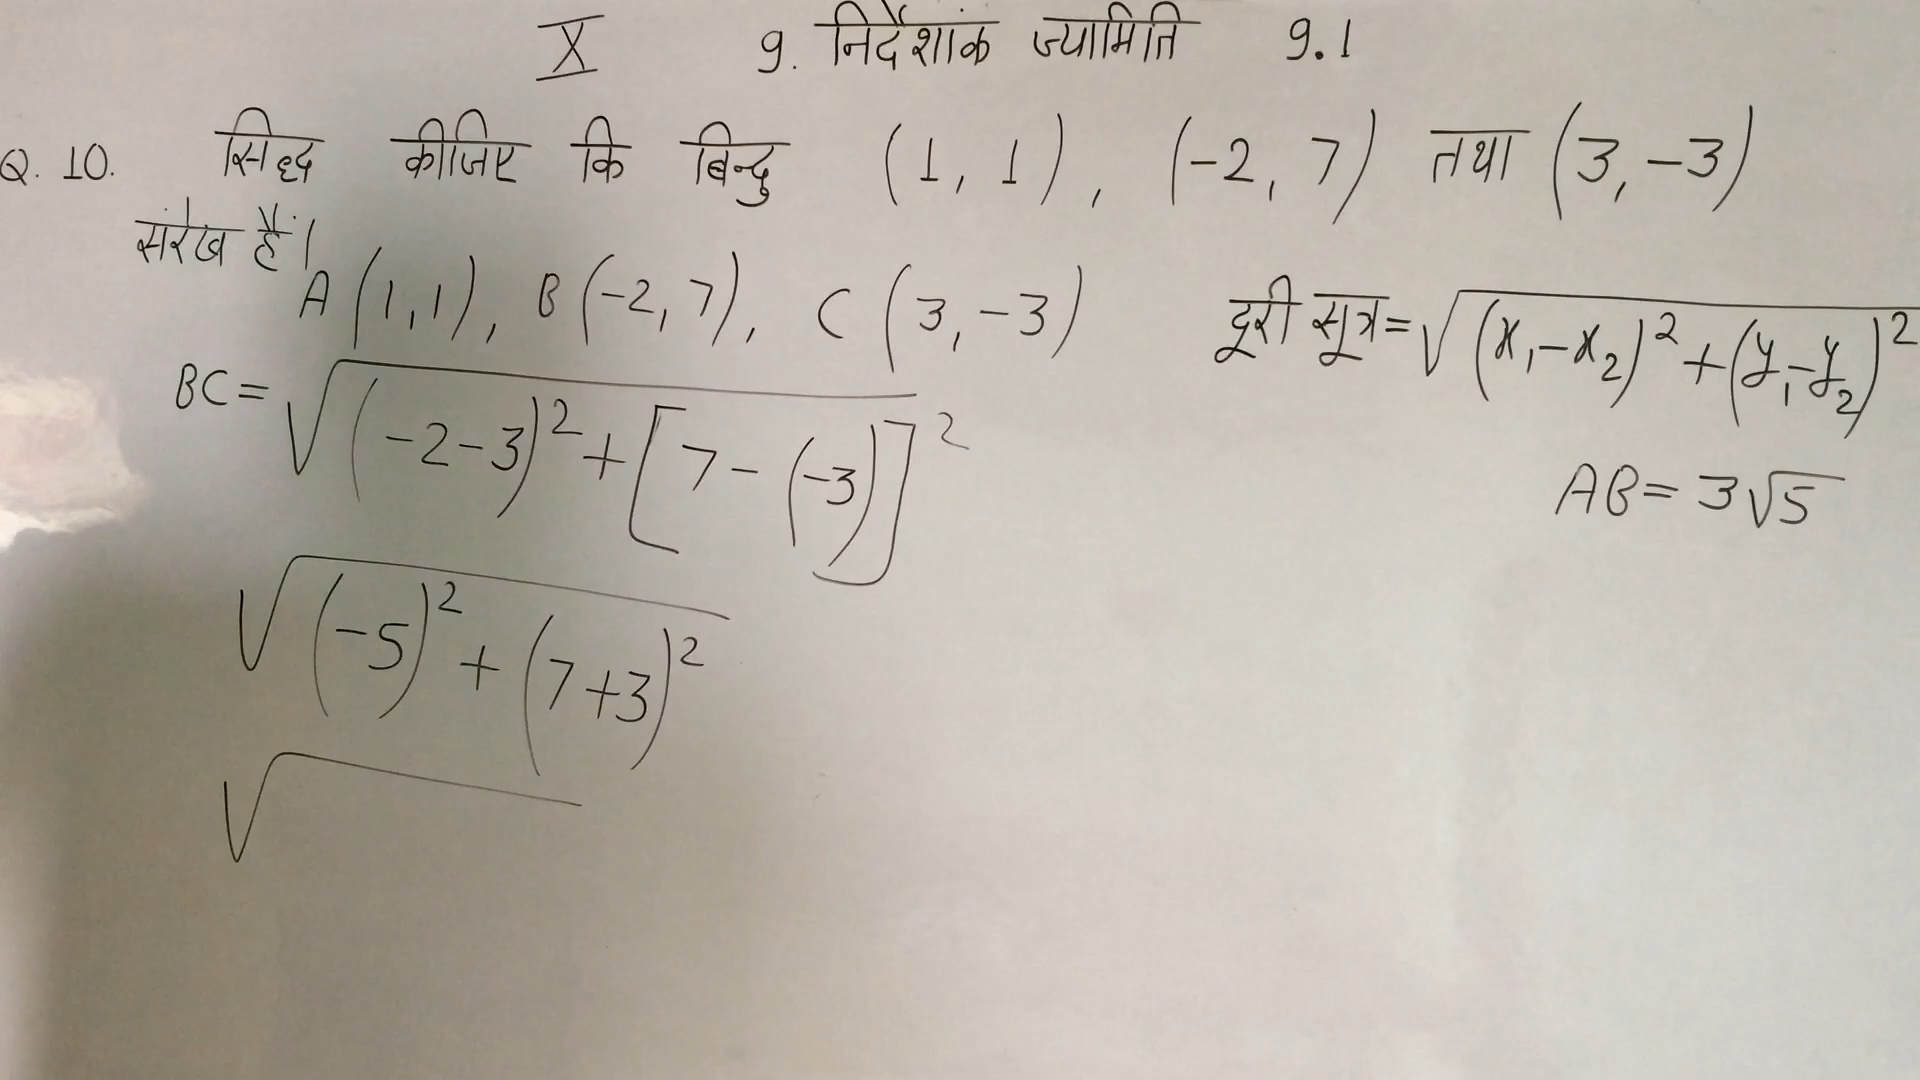 X 9. निर्देशांक ज्यामिति 9.1
Q. 10. सिद्ध कीजिए कि बिन्दु (1, 1), (-2, 7) तथा (3, -3)
संरेख हैं।
A (1,1), B (-2, 7), C (3, -3)
दूरी सूत्र = √(x₁-x₂)² + (y₁-y₂)²
BC = √(-2-3)² + [7-(-3)]²
AB = 3√5
√(-5)² + (7+3)²
√